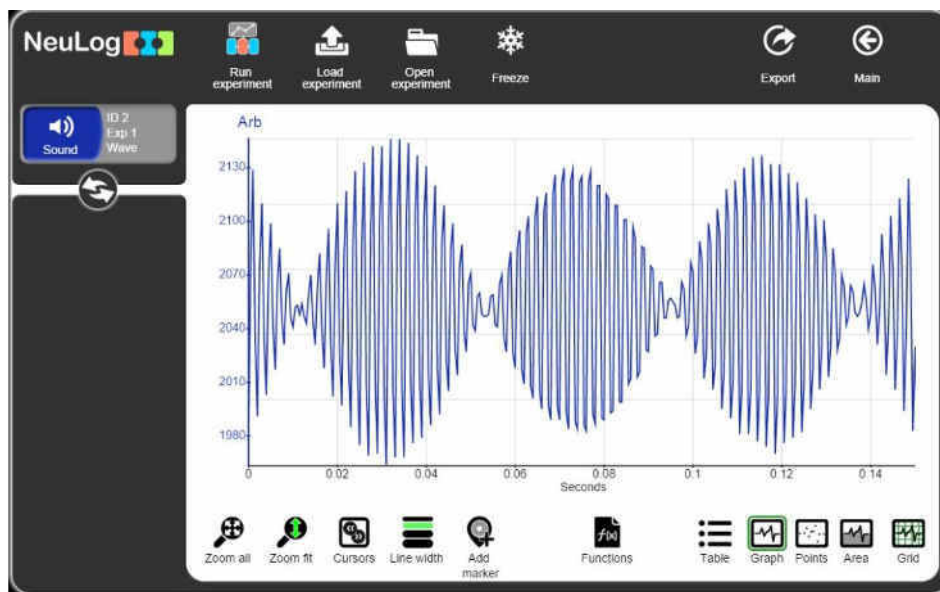 NeuLog
Run
experiment
Load
experiment
Open
experiment
Freeze
Export
Main
Sound
ID 2
Exp 1
Wave
Arb
2130
2100
2070
2040
2010
1980
0 0.02 0.04 0.06 0.08 0.1 0.12 0.14
Seconds
Zoom all
Zoom fit
Cursors
Line width
Add
marker
f(x)
Functions
Table
Graph
Points
Area
Grid